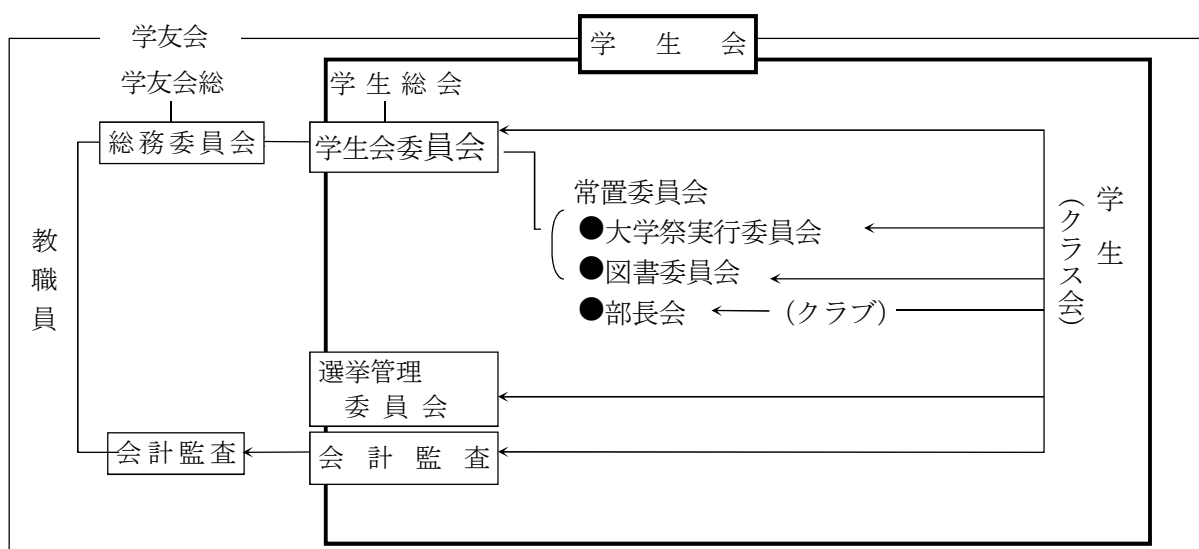 学友会
学生会
学友会総
学生総会
総務委員会
学生会委員会
常置委員会
●大学祭実行委員会
●図書委員会
●部長会
(クラブ)
学生
(クラス会)
教職員
選挙管理
委員会
会計監査
会計監査